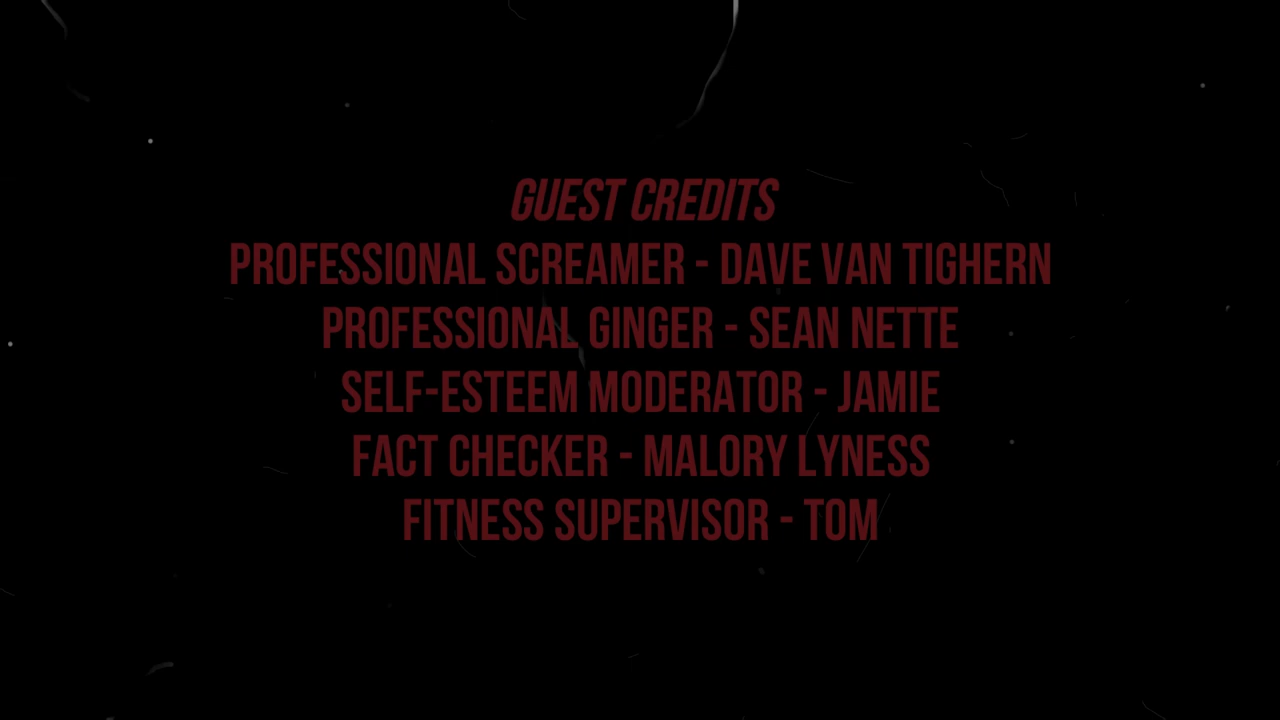 GUEST CREDITS
PROFESSIONAL SCREAMER - DAVE VAN TIGHERN
PROFESSIONAL GINGER - SEAN NETTE
SELF-ESTEEM MODERATOR - JAMIE
FACT CHECKER - MALORY LYNESS
FITNESS SUPERVISOR - TOM